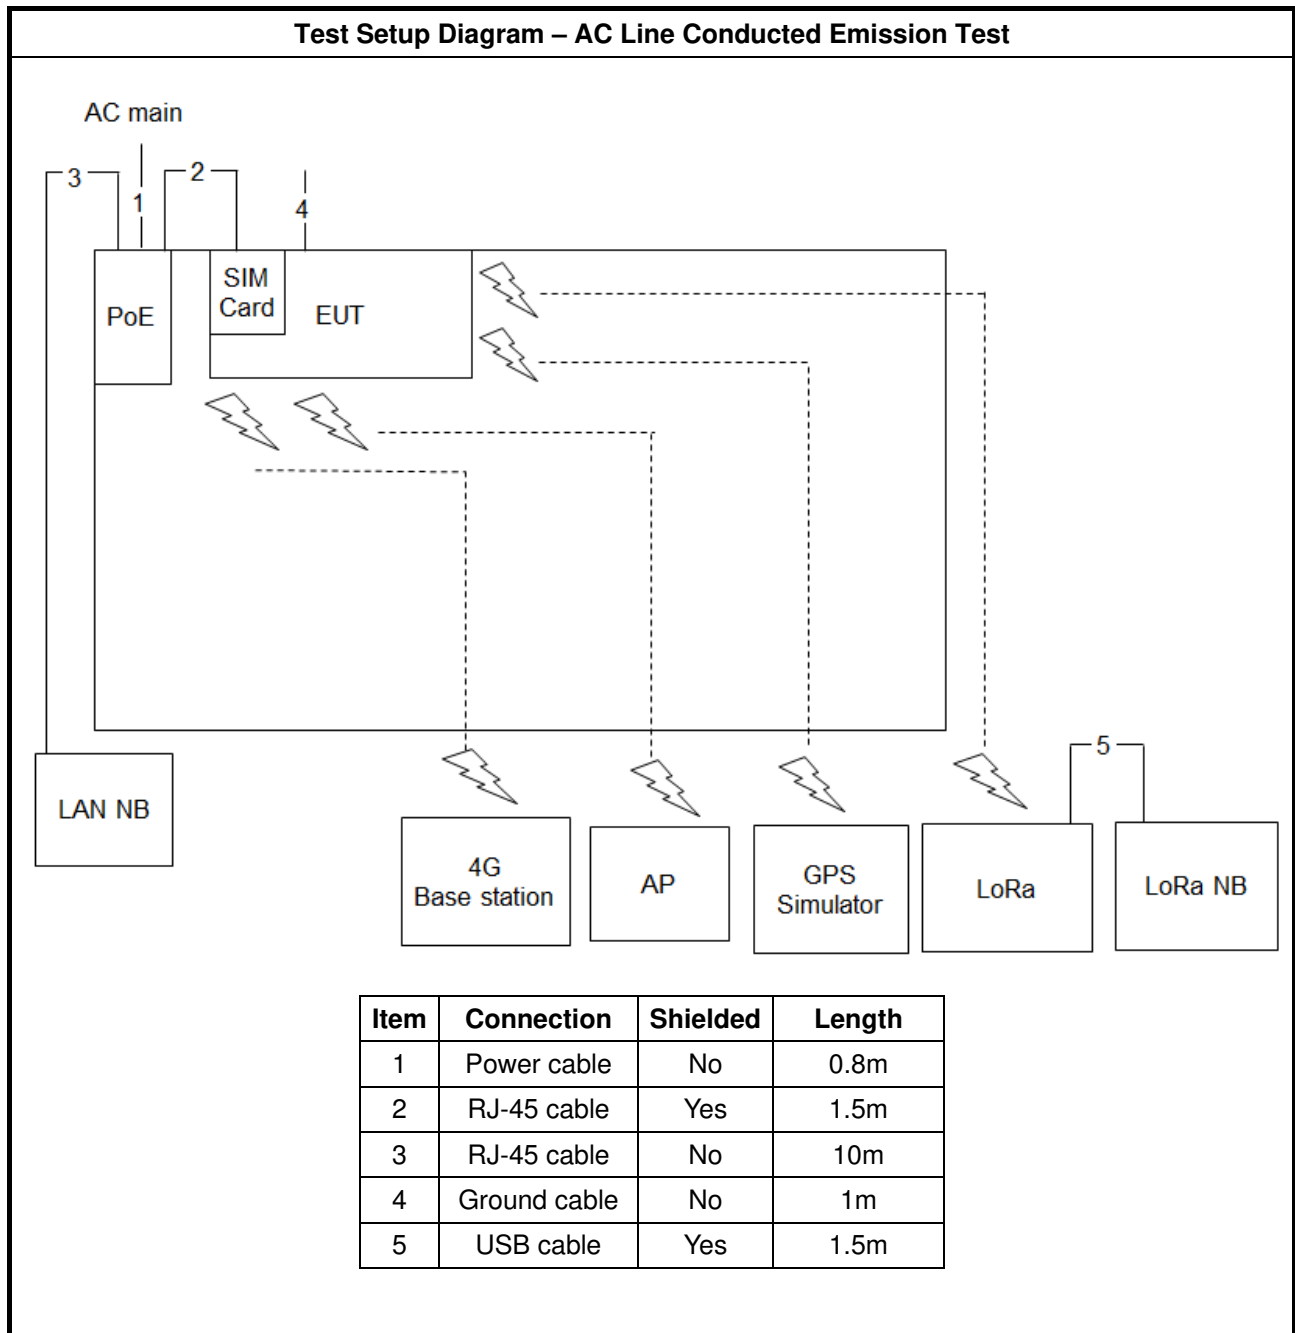 Test Setup Diagram – AC Line Conducted Emission Test
AC main
3
2
1
4
SIM
Card
PoE
EUT
5
LAN NB
4G
Base station
AP
GPS
Simulator
LoRa
LoRa NB
Item Connection Shielded Length
1 Power cable No 0.8m
2 RJ-45 cable Yes 1.5m
3 RJ-45 cable No 10m
4 Ground cable No 1m
5 USB cable Yes 1.5m